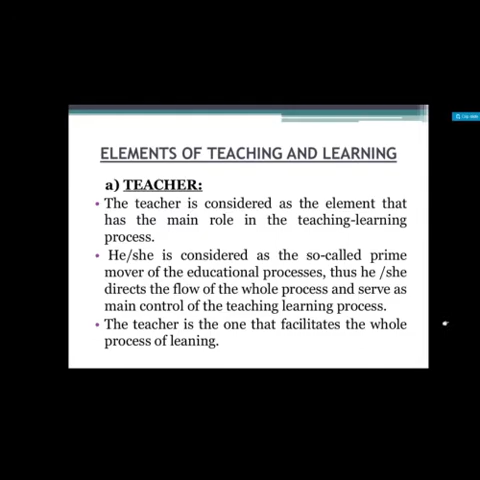 ELEMENTS OF TEACHING AND LEARNING
a) TEACHER:
• The teacher is considered as the element that
has the main role in the teaching-learning
process.
• He/she is considered as the so-called prime
mover of the educational processes, thus he /she
directs the flow of the whole process and serve as
main control of the teaching learning process.
• The teacher is the one that facilitates the whole
process of leaning.